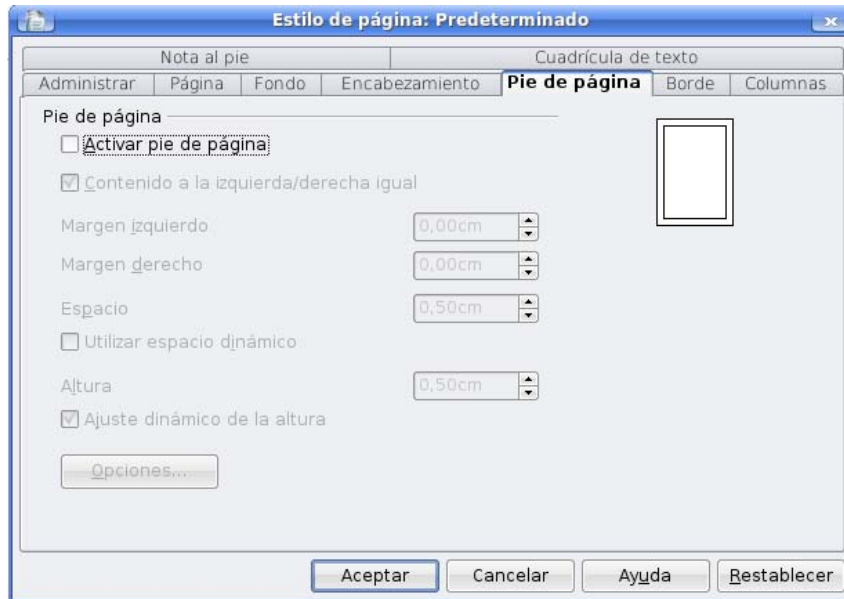 Estilo de página: Predeterminado
Nota al pie Cuadrícula de texto
Administrar Página Fondo Encabezamiento Pie de página Borde Columnas
Pie de página
Activar pie de página
Contenido a la izquierda/derecha igual
Margen izquierdo 0,00cm
Margen derecho 0,00cm
Espacio 0,50cm
Utilizar espacio dinámico
Altura 0,50cm
Ajuste dinámico de la altura
Opciones...
Aceptar Cancelar Ayuda Restablecer